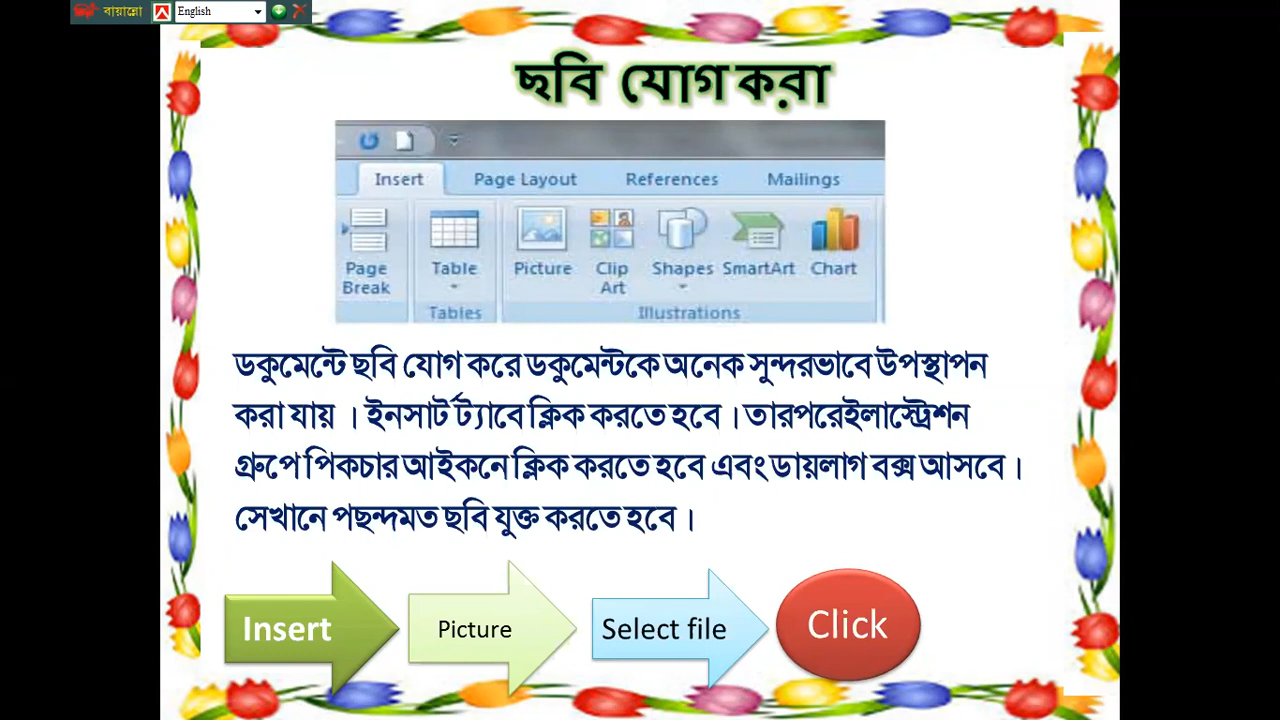 বায়ান্নো English
ছবি যোগ করা
Insert Page Layout References Mailings
Page Break Table Picture Clip Art Shapes SmartArt Chart
Tables Illustrations
ডকুমেন্টে ছবি যোগ করে ডকুমেন্টকে অনেক সুন্দরভাবে উপস্থাপন
করা যায় । ইনসার্ট ট্যাবে ক্লিক করতে হবে । তারপরেইলাস্ট্রেশন
গ্রুপে পিকচার আইকনে ক্লিক করতে হবে এবং ডায়লাগ বক্স আসবে ।
সেখানে পছন্দমত ছবি যুক্ত করতে হবে ।
Insert Picture Select file Click